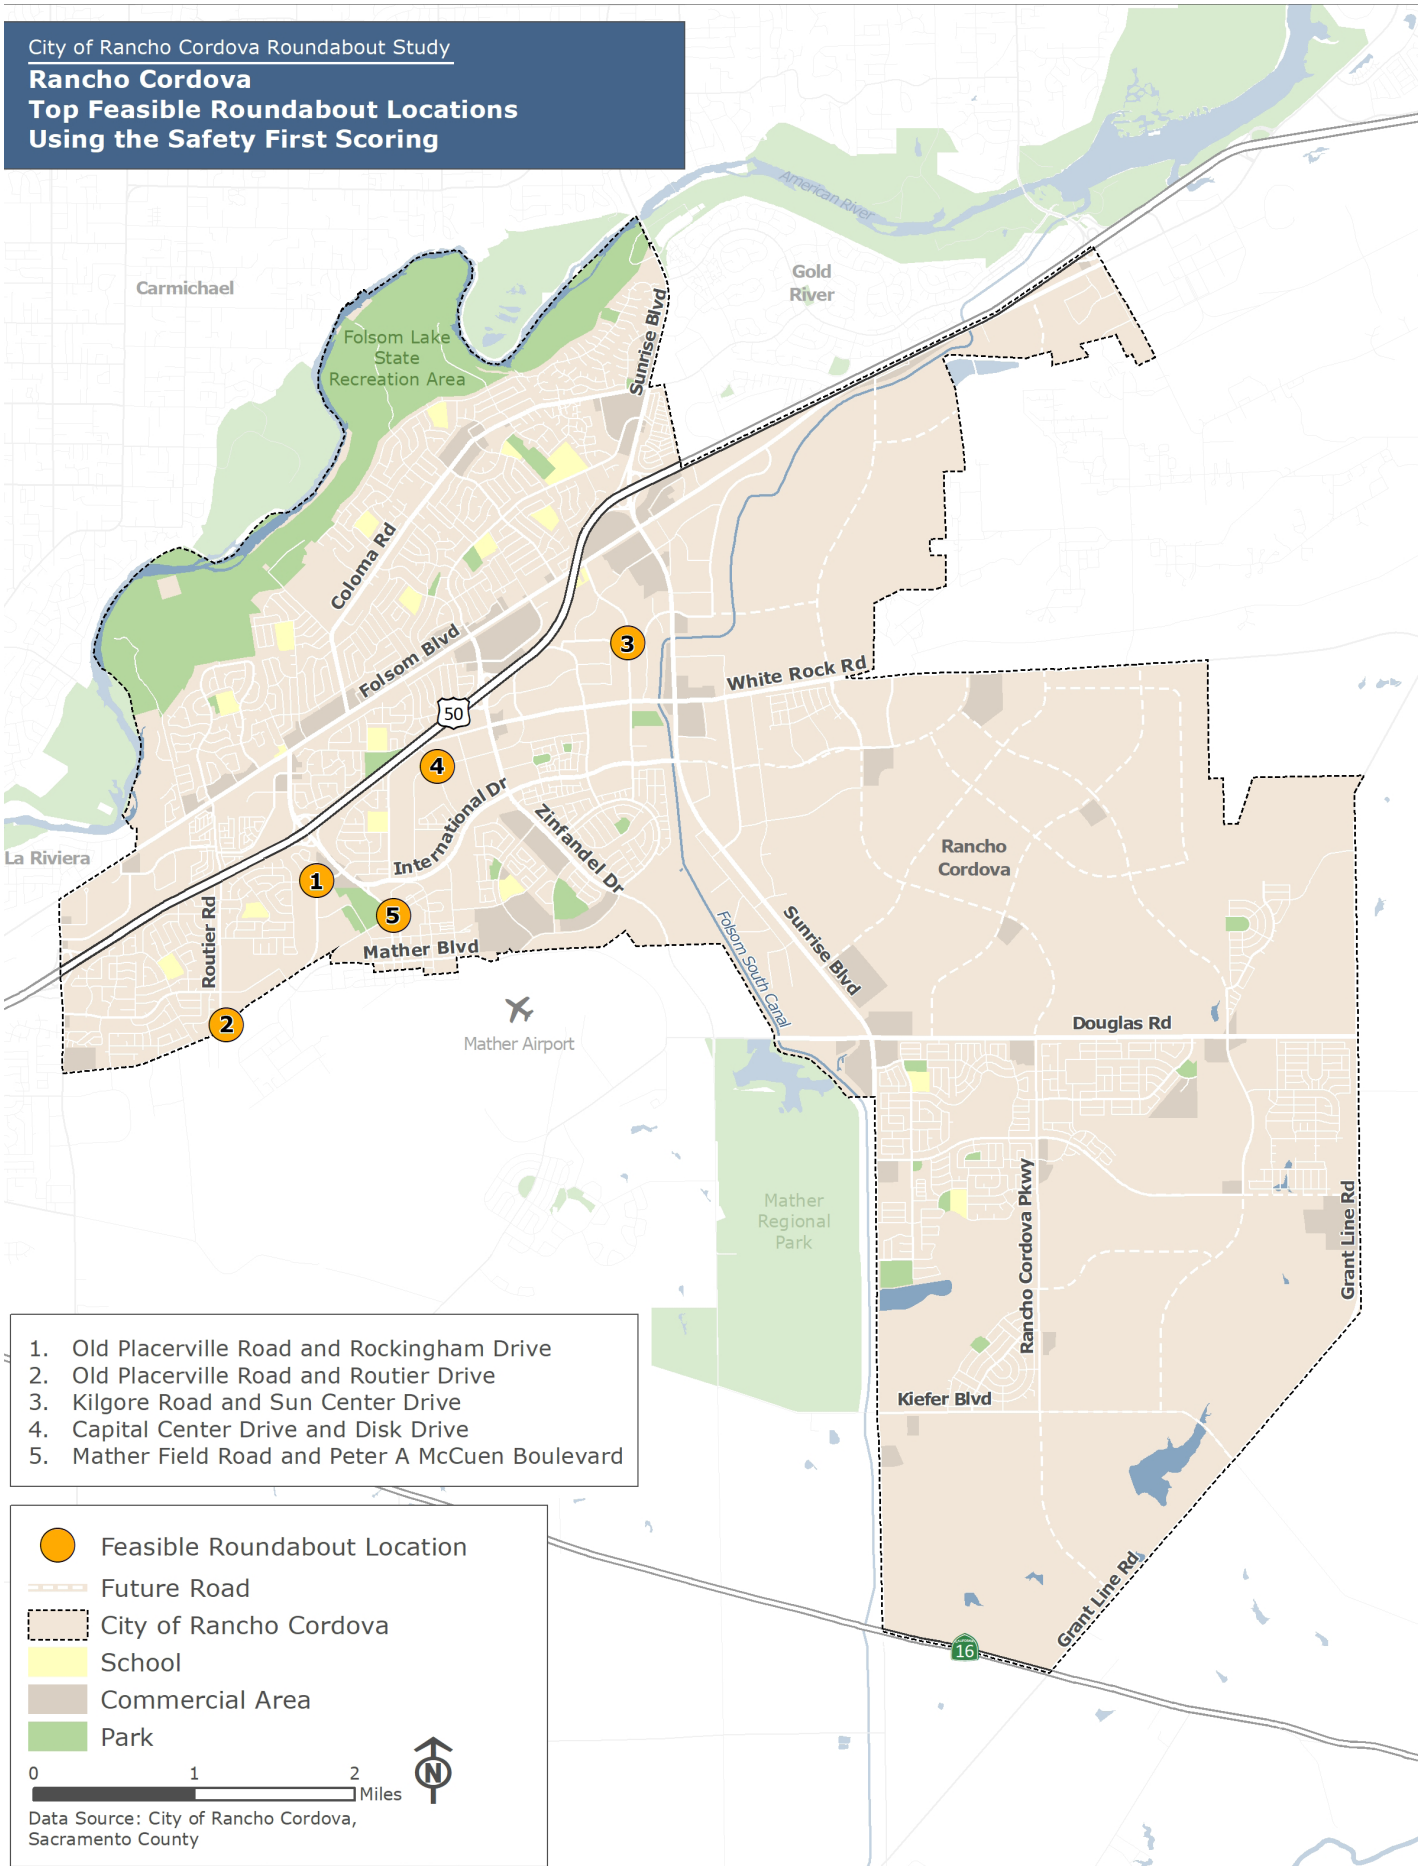 City of Rancho Cordova Roundabout Study
Rancho Cordova
Top Feasible Roundabout Locations
Using the Safety First Scoring
American River
Carmichael
Gold
River
Folsom Lake
State
Recreation Area
Sunrise Blvd
Coloma Rd
Folsom Blvd
3
White Rock Rd
50
4
International Dr
Zinfandel Dr
Rancho
Cordova
La Riviera
1
5
Routier Rd
Mather Blvd
Folsom South Canal
Sunrise Blvd
2
Mather Airport
Douglas Rd
Mather
Regional
Park
Rancho Cordova Pkwy
Grant Line Rd
Kiefer Blvd
Grant Line Rd
16
1. Old Placerville Road and Rockingham Drive
2. Old Placerville Road and Routier Drive
3. Kilgore Road and Sun Center Drive
4. Capital Center Drive and Disk Drive
5. Mather Field Road and Peter A McCuen Boulevard
Feasible Roundabout Location
Future Road
City of Rancho Cordova
School
Commercial Area
Park
0 1 2
Miles
N
Data Source: City of Rancho Cordova,
Sacramento County